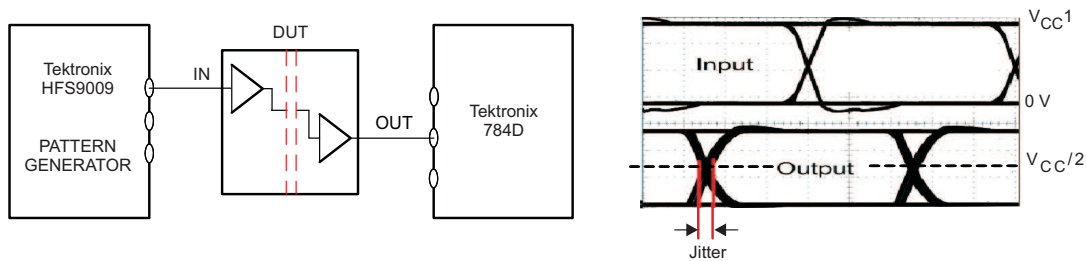 Tektronix
HFS9009
PATTERN
GENERATOR
IN
DUT
OUT
Tektronix
784D
Input
Output
VCC1
0 V
VCC/2
Jitter